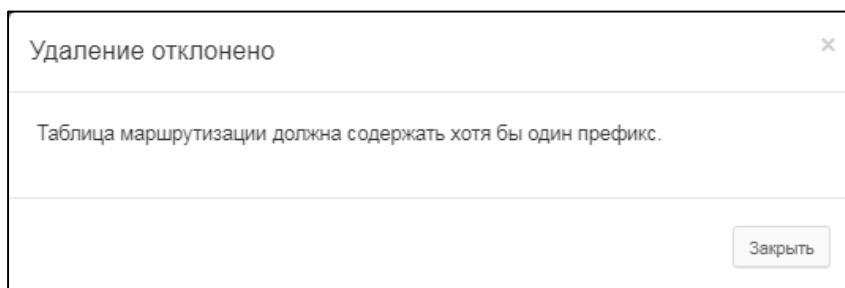 Удаление отклонено
Таблица маршрутизации должна содержать хотя бы один префикс.
Закрыть